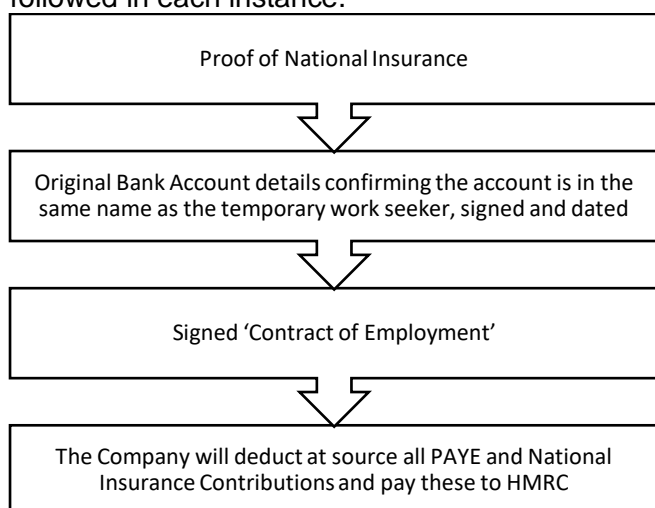 followed in each instance.
Proof of National Insurance
Original Bank Account details confirming the account is in the
same name as the temporary work seeker, signed and dated
Signed ‘Contract of Employment’
The Company will deduct at source all PAYE and National
Insurance Contributions and pay these to HMRC